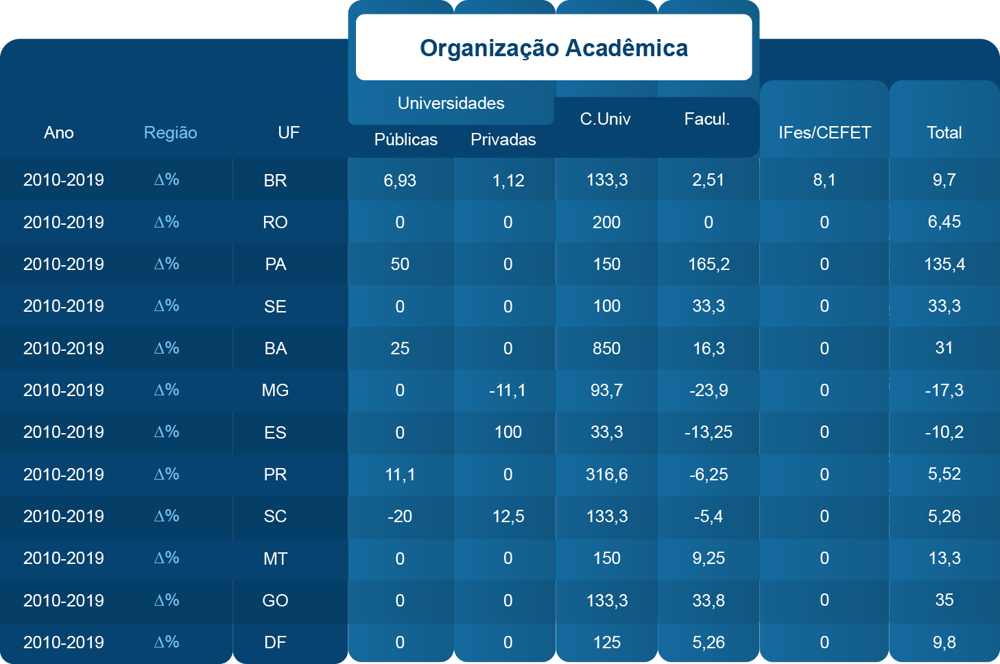 Organização Acadêmica
Universidades
Ano Região UF Públicas Privadas C.Univ Facul. IFes/CEFET Total
2010-2019 Δ% BR 6,93 1,12 133,3 2,51 8,1 9,7
2010-2019 Δ% RO 0 0 200 0 0 6,45
2010-2019 Δ% PA 50 0 150 165,2 0 135,4
2010-2019 Δ% SE 0 0 100 33,3 0 33,3
2010-2019 Δ% BA 25 0 850 16,3 0 31
2010-2019 Δ% MG 0 -11,1 93,7 -23,9 0 -17,3
2010-2019 Δ% ES 0 100 33,3 -13,25 0 -10,2
2010-2019 Δ% PR 11,1 0 316,6 -6,25 0 5,52
2010-2019 Δ% SC -20 12,5 133,3 -5,4 0 5,26
2010-2019 Δ% MT 0 0 150 9,25 0 13,3
2010-2019 Δ% GO 0 0 133,3 33,8 0 35
2010-2019 Δ% DF 0 0 125 5,26 0 9,8